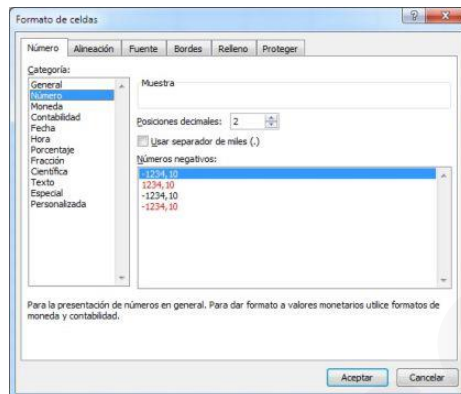 Formato de celdas
Número Alineación Fuente Bordes Relleno Proteger
Categoría:
General
Número
Moneda
Contabilidad
Fecha
Hora
Porcentaje
Fracción
Científica
Texto
Especial
Personalizada
Muestra
Posiciones decimales: 2
Usar separador de miles (.)
Números negativos:
-1234,10
1234,10
-1234,10
-1234,10
Para la presentación de números en general. Para dar formato a valores monetarios utilice formatos de
moneda y contabilidad.
Aceptar Cancelar